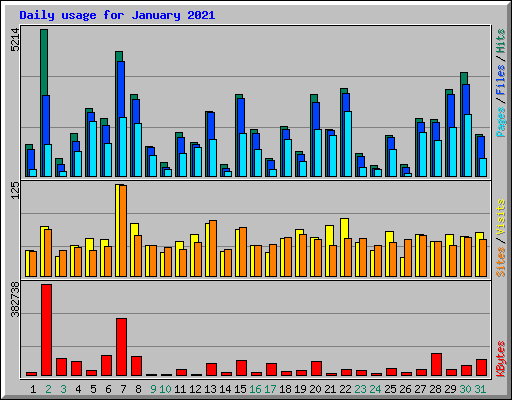 Daily usage for January 2021
5214
Pages / Files / Hits
125
Sites / Visits
382738
KBytes
1 2 3 4 5 6 7 8 9 10 11 12 13 14 15 16 17 18 19 20 21 22 23 24 25 26 27 28 29 30 31